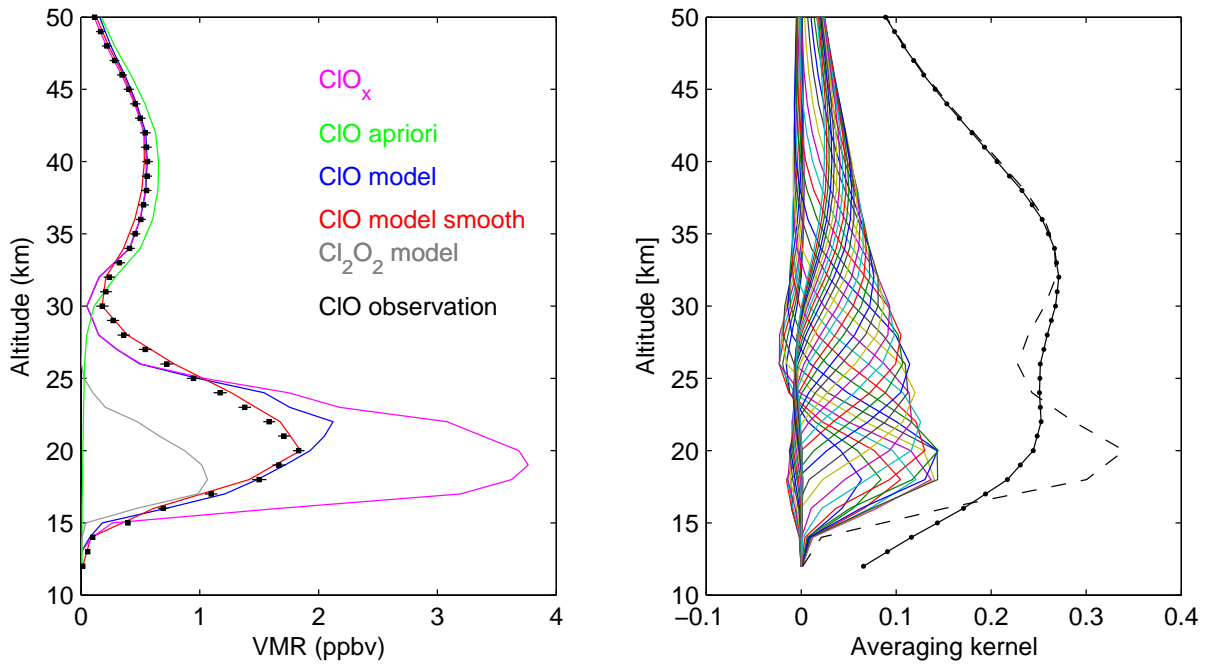 50
45
40
35
30
25
20
15
10
Altitude (km)
0
1
2
3
4
VMR (ppbv)
ClOₓ
ClO apriori
ClO model
ClO model smooth
Cl₂O₂ model
ClO observation
50
45
40
35
30
25
20
15
10
Altitude [km]
−0.1
0
0.1
0.2
0.3
0.4
Averaging kernel